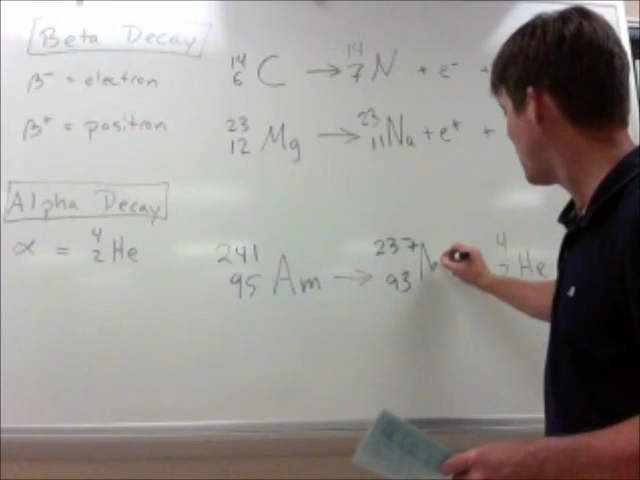 Beta Decay
β⁻ = electron
¹⁴₆C → ¹⁴₇N + e⁻ +
β⁺ = positron
²³₁₂Mg → ²³₁₁Na + e⁺ +
Alpha Decay
α = ⁴₂He
²⁴¹₉₅Am → ²³⁷₉₃N ⁴₂He